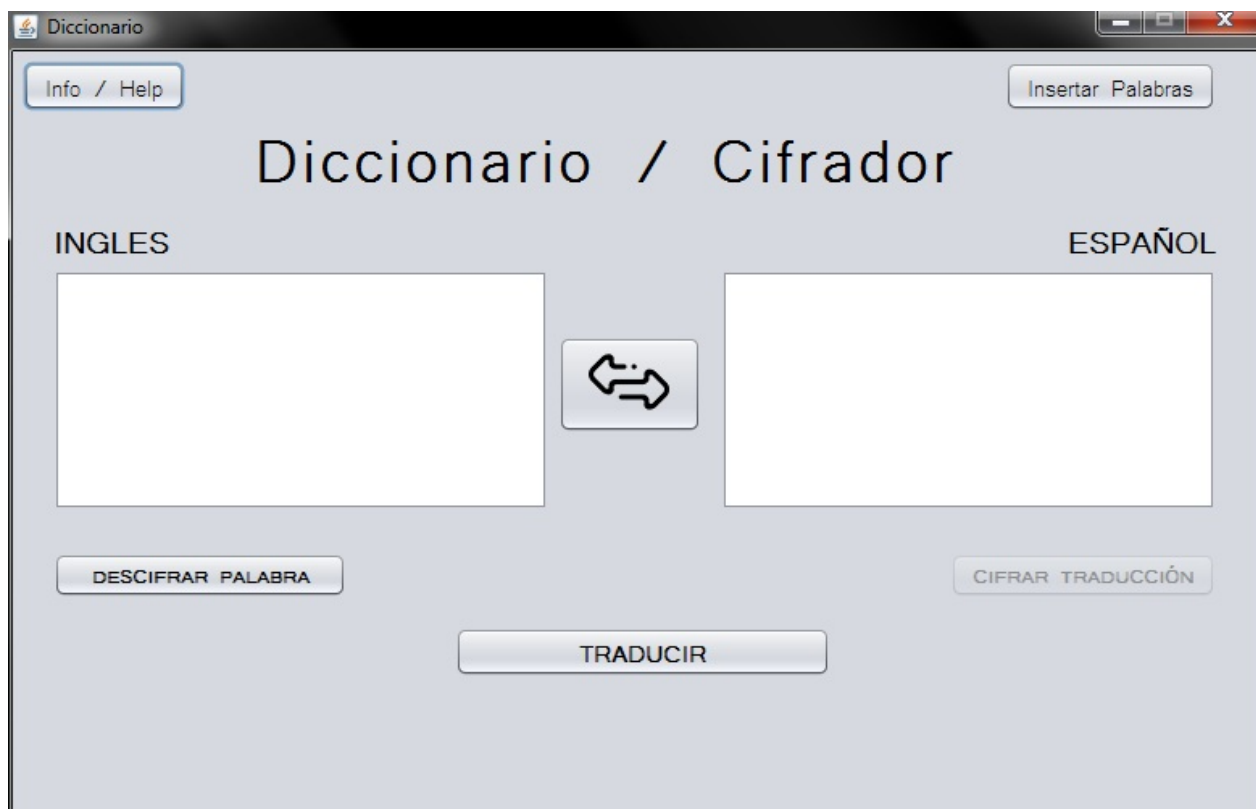 Diccionario
Info / Help
Insertar Palabras
Diccionario / Cifrador
INGLES
ESPAÑOL
DESCIFRAR PALABRA
CIFRAR TRADUCCIÓN
TRADUCIR